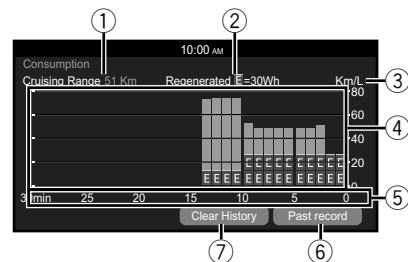 ① ②
10:00 AM
Consumption
Cruising Range 51 Km Regenerated E =30Wh Km/L ③
80
④
60
40
E E E E E E E E E E 20
E E E E E E E E E E E E E E 0
30min 25 20 15 10 5 0 ⑤
Clear History Past record
⑦ ⑥